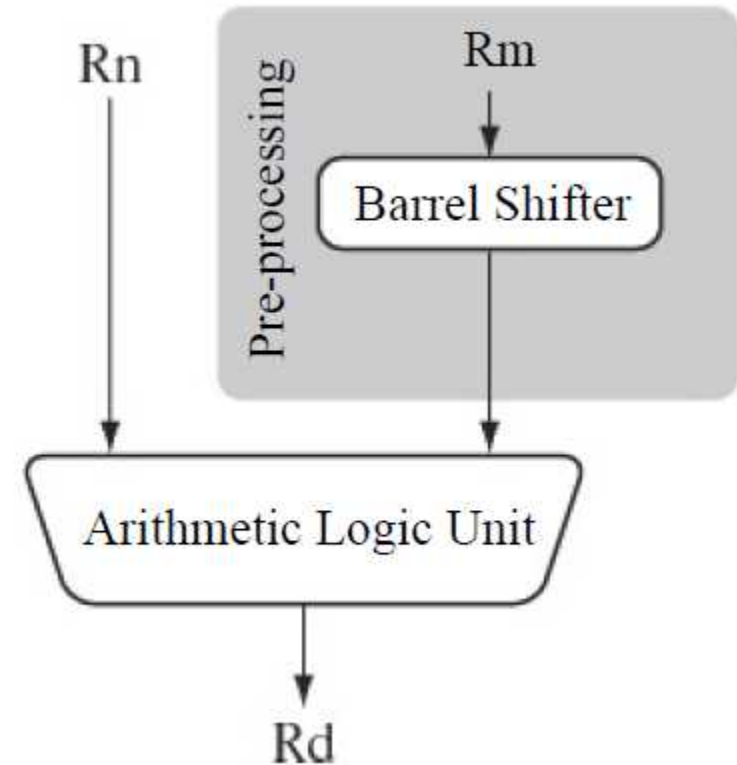 Rn
Rm
Pre-processing
Barrel Shifter
Arithmetic Logic Unit
Rd